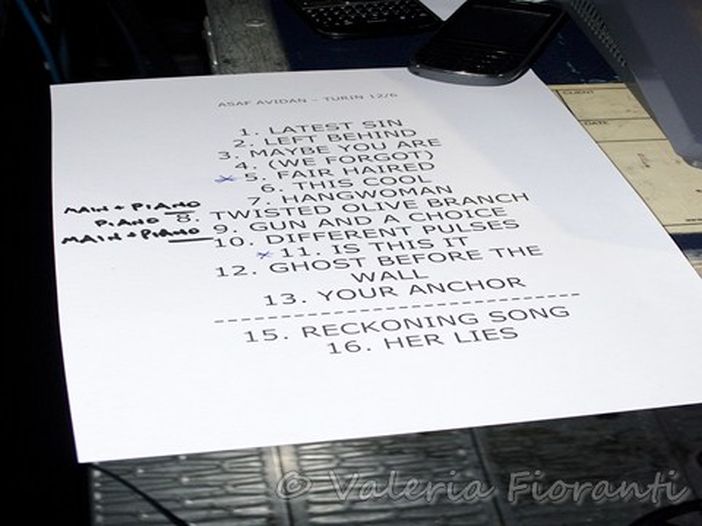 ASAF AVIDAN - TURIN 12/6
1. LATEST SIN
2. LEFT BEHIND
3. MAYBE YOU ARE
4. (WE FORGOT)
5. FAIR HAIRED
6. THIS COOL
7. HANGWOMAN
MAIN + PIANO
8. TWISTED OLIVE BRANCH
PIANO
9. GUN AND A CHOICE
MAIN + PIANO
10. DIFFERENT PULSES
11. IS THIS IT
12. GHOST BEFORE THE
WALL
13. YOUR ANCHOR
-------------------------------
15. RECKONING SONG
16. HER LIES
CLIENT
DATE
© Valeria Fioranti